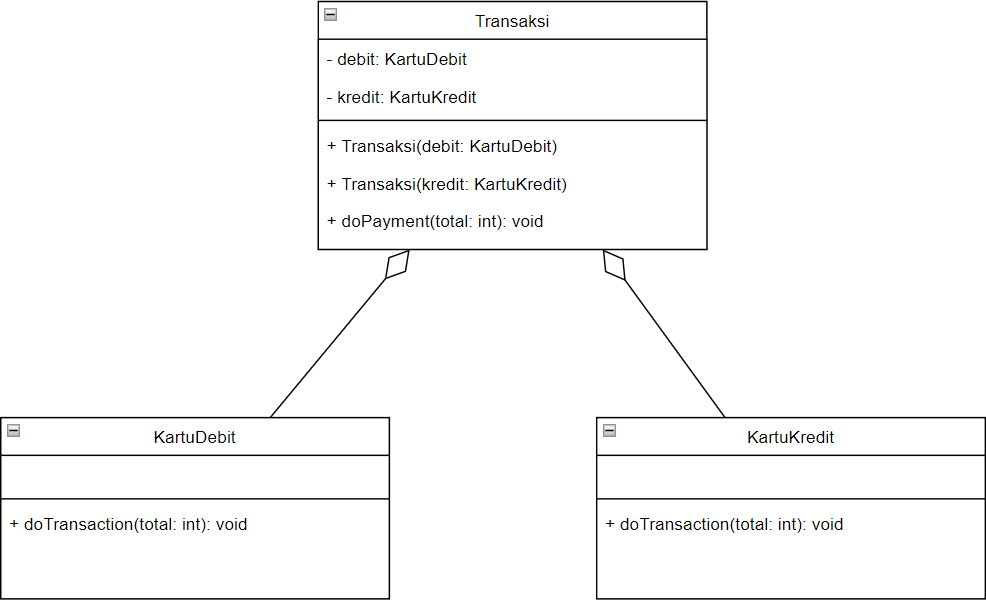 Transaksi
- debit: KartuDebit
- kredit: KartuKredit
+ Transaksi(debit: KartuDebit)
+ Transaksi(kredit: KartuKredit)
+ doPayment(total: int): void
KartuDebit
+ doTransaction(total: int): void
KartuKredit
+ doTransaction(total: int): void